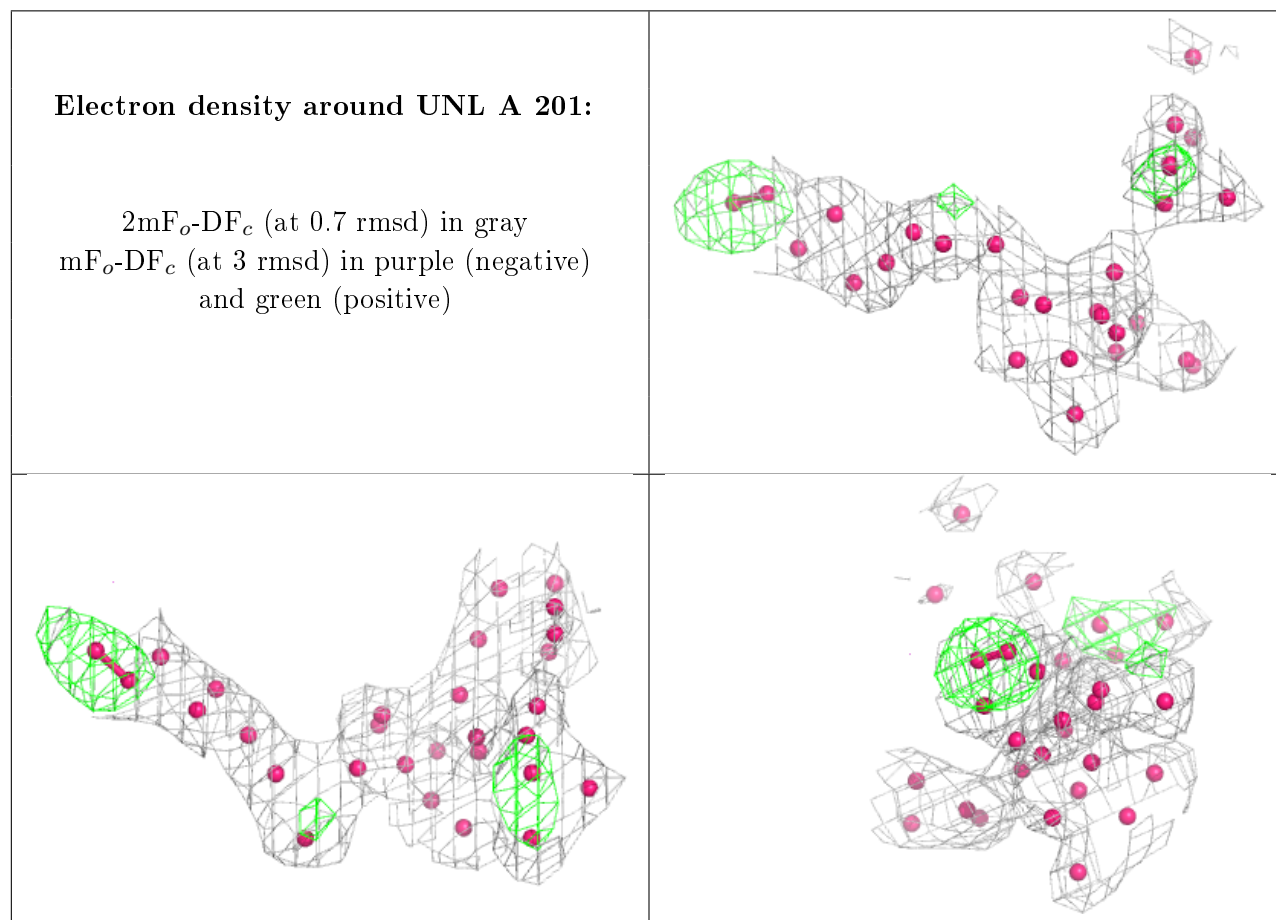 Electron density around UNL A 201:
2mFo-DFc (at 0.7 rmsd) in gray
mFo-DFc (at 3 rmsd) in purple (negative)
and green (positive)